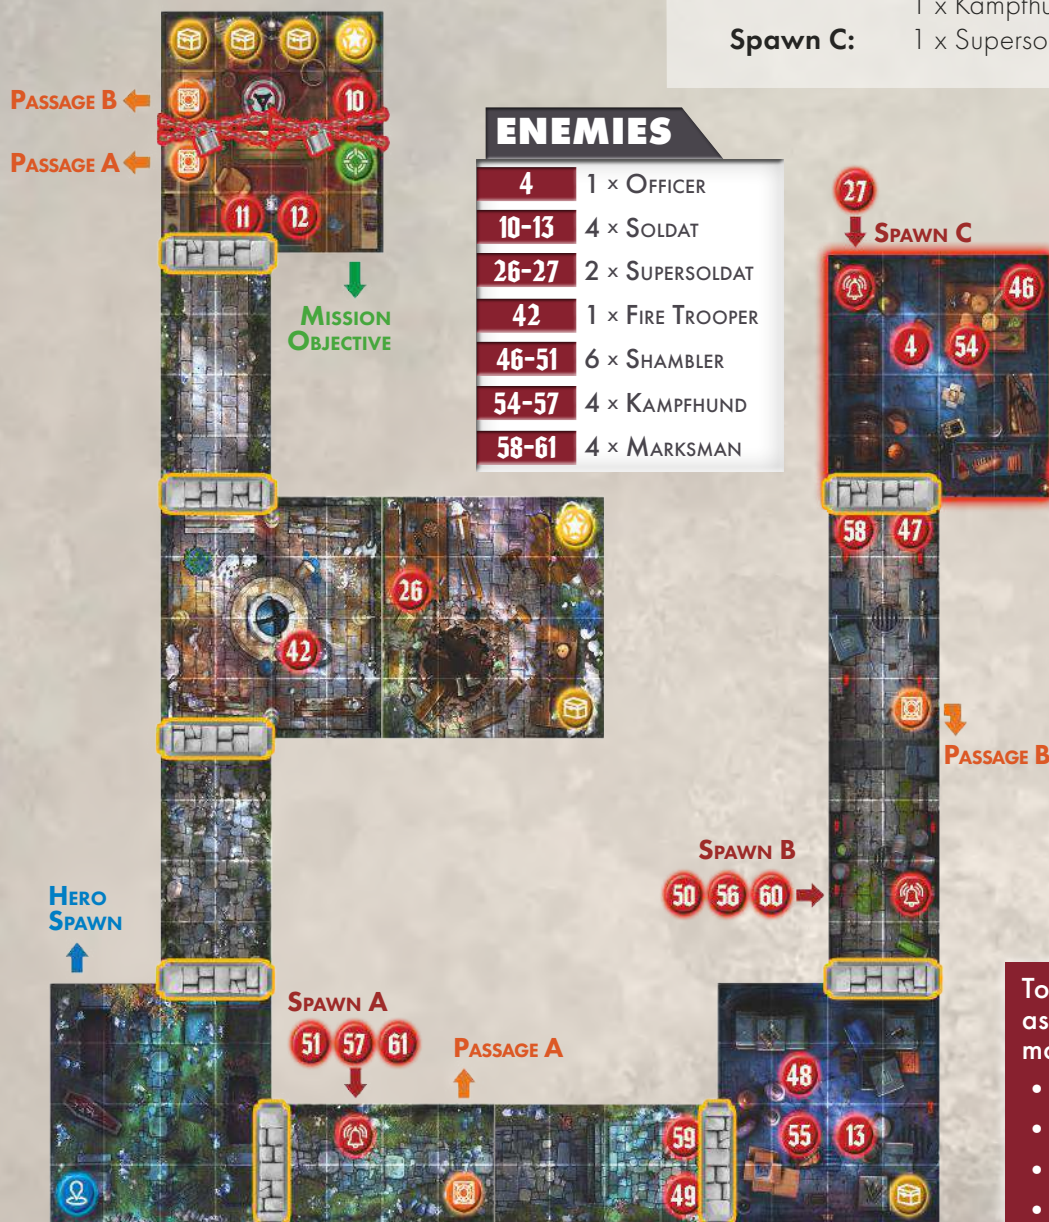 1 x
Spawn C: 1 x
PASSAGE B
10
PASSAGE A
11
12
MISSION
OBJECTIVE
ENEMIES
4 1 × OFFICER
10-13 4 × SOLDAT
26-27 2 × SUPERSOLDAT
42 1 × FIRE TROOPER
46-51 6 × SHAMBLER
54-57 4 × KAMPFHUND
58-61 4 × MARKSMAN
27
SPAWN C
46
4
54
58
47
26
42
PASSAGE B
SPAWN B
50 56 60
HERO
SPAWN
SPAWN A
51 57 61
PASSAGE A
48
55
13
59
49
To
as